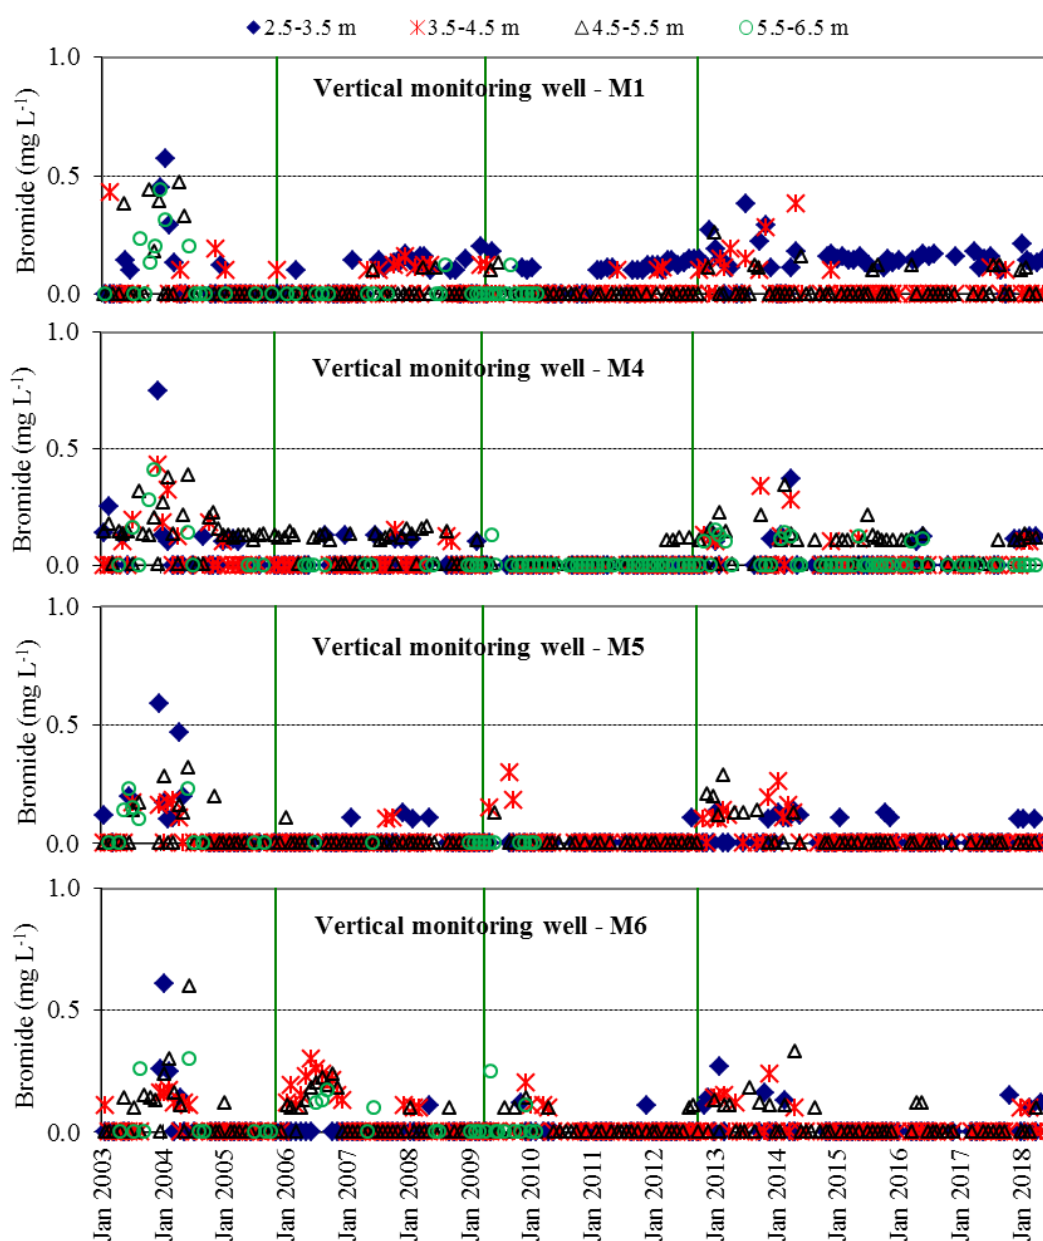 2.5-3.5 m 3.5-4.5 m 4.5-5.5 m 5.5-6.5 m
Vertical monitoring well - M1
Bromide (mg L-1)
1.0
0.5
0.0
Vertical monitoring well - M4
Bromide (mg L-1)
1.0
0.5
0.0
Vertical monitoring well - M5
Bromide (mg L-1)
1.0
0.5
0.0
Vertical monitoring well - M6
Bromide (mg L-1)
1.0
0.5
0.0
Jan 2003 Jan 2004 Jan 2005 Jan 2006 Jan 2007 Jan 2008 Jan 2009 Jan 2010 Jan 2011 Jan 2012 Jan 2013 Jan 2014 Jan 2015 Jan 2016 Jan 2017 Jan 2018